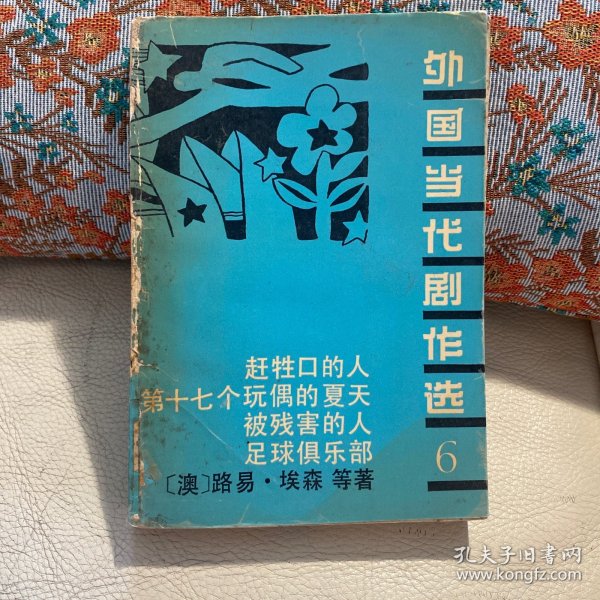 外国当代剧作选
6
赶牲口的人
第十七个玩偶的夏天
被残害的人
足球俱乐部
〔澳〕路易·埃森 等著
孔夫子旧书网
www.kongfz.com